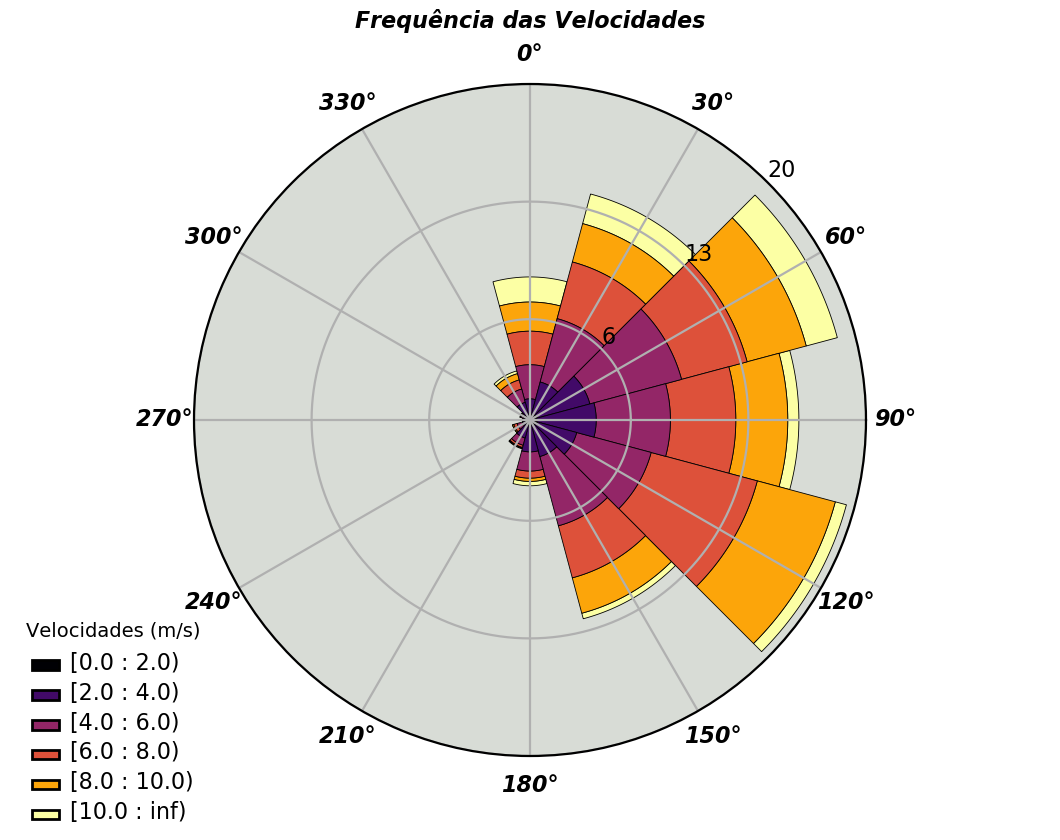 Frequência das Velocidades
0°
330°
30°
20
300°
60°
13
6
270°
90°
240°
120°
210°
150°
180°
Velocidades (m/s)
[0.0 : 2.0)
[2.0 : 4.0)
[4.0 : 6.0)
[6.0 : 8.0)
[8.0 : 10.0)
[10.0 : inf)